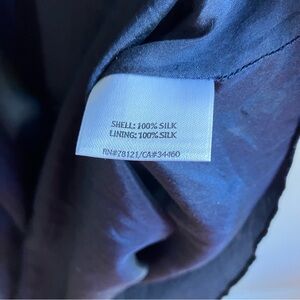 SHELL: 100% SILK
LINING: 100% SILK
RN#78121/CA#34460